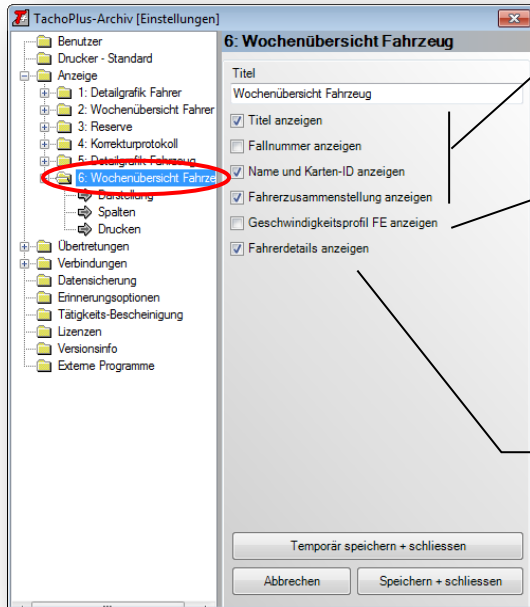 TachoPlus-Archiv [Einstellungen]
Benutzer
Drucker - Standard
Anzeige
1: Detailgrafik Fahrer
2: Wochenübersicht Fahrer
3: Reserve
4: Korrekturprotokoll
5: Detailgrafik Fahrzeug
6: Wochenübersicht Fahrze
Darstellung
Spalten
Drucken
Übertretungen
Verbindungen
Datensicherung
Erinnerungsoptionen
Tätigkeits-Bescheinigung
Lizenzen
Versionsinfo
Externe Programme
6: Wochenübersicht Fahrzeug
Titel
Wochenübersicht Fahrzeug
Titel anzeigen
Fallnummer anzeigen
Name und Karten-ID anzeigen
Fahrerzusammenstellung anzeigen
Geschwindigkeitsprofil FE anzeigen
Fahrerdetails anzeigen
Temporär speichern + schliessen
Abbrechen
Speichern + schliessen